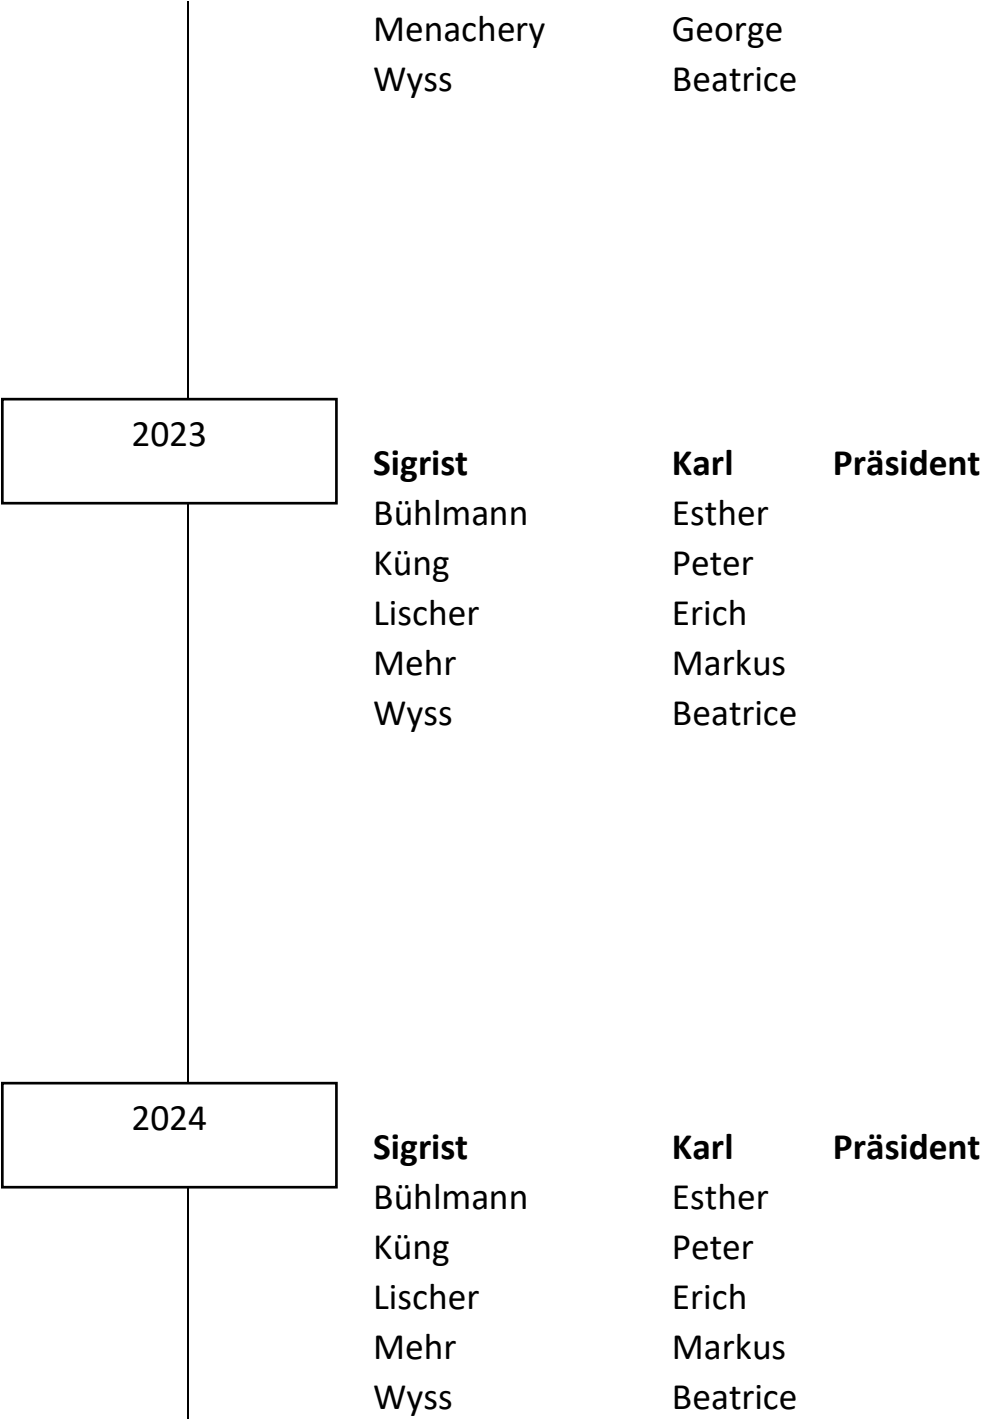 Menachery George
Wyss Beatrice
2023
Sigrist Karl Präsident
Bühlmann Esther
Küng Peter
Lischer Erich
Mehr Markus
Wyss Beatrice
2024
Sigrist Karl Präsident
Bühlmann Esther
Küng Peter
Lischer Erich
Mehr Markus
Wyss Beatrice